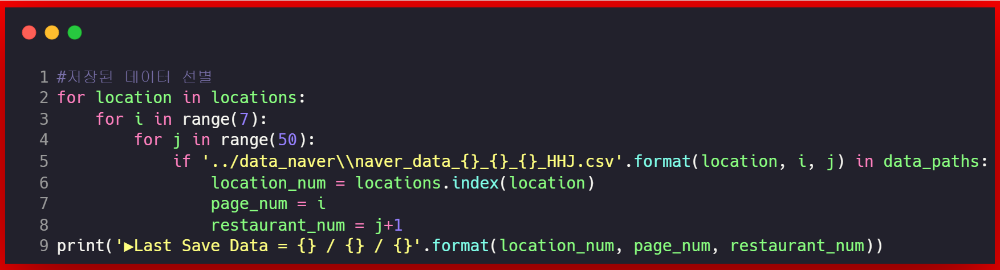 1 #저장된 데이터 선별
2 for location in locations:
3     for i in range(7):
4         for j in range(50):
5             if '../data_naver\\naver_data_{}_{}_{}_HHJ.csv'.format(location, i, j) in data_paths:
6                 location_num = locations.index(location)
7                 page_num = i
8                 restaurant_num = j+1
9 print('▶Last Save Data = {} / {} / {}'.format(location_num, page_num, restaurant_num))